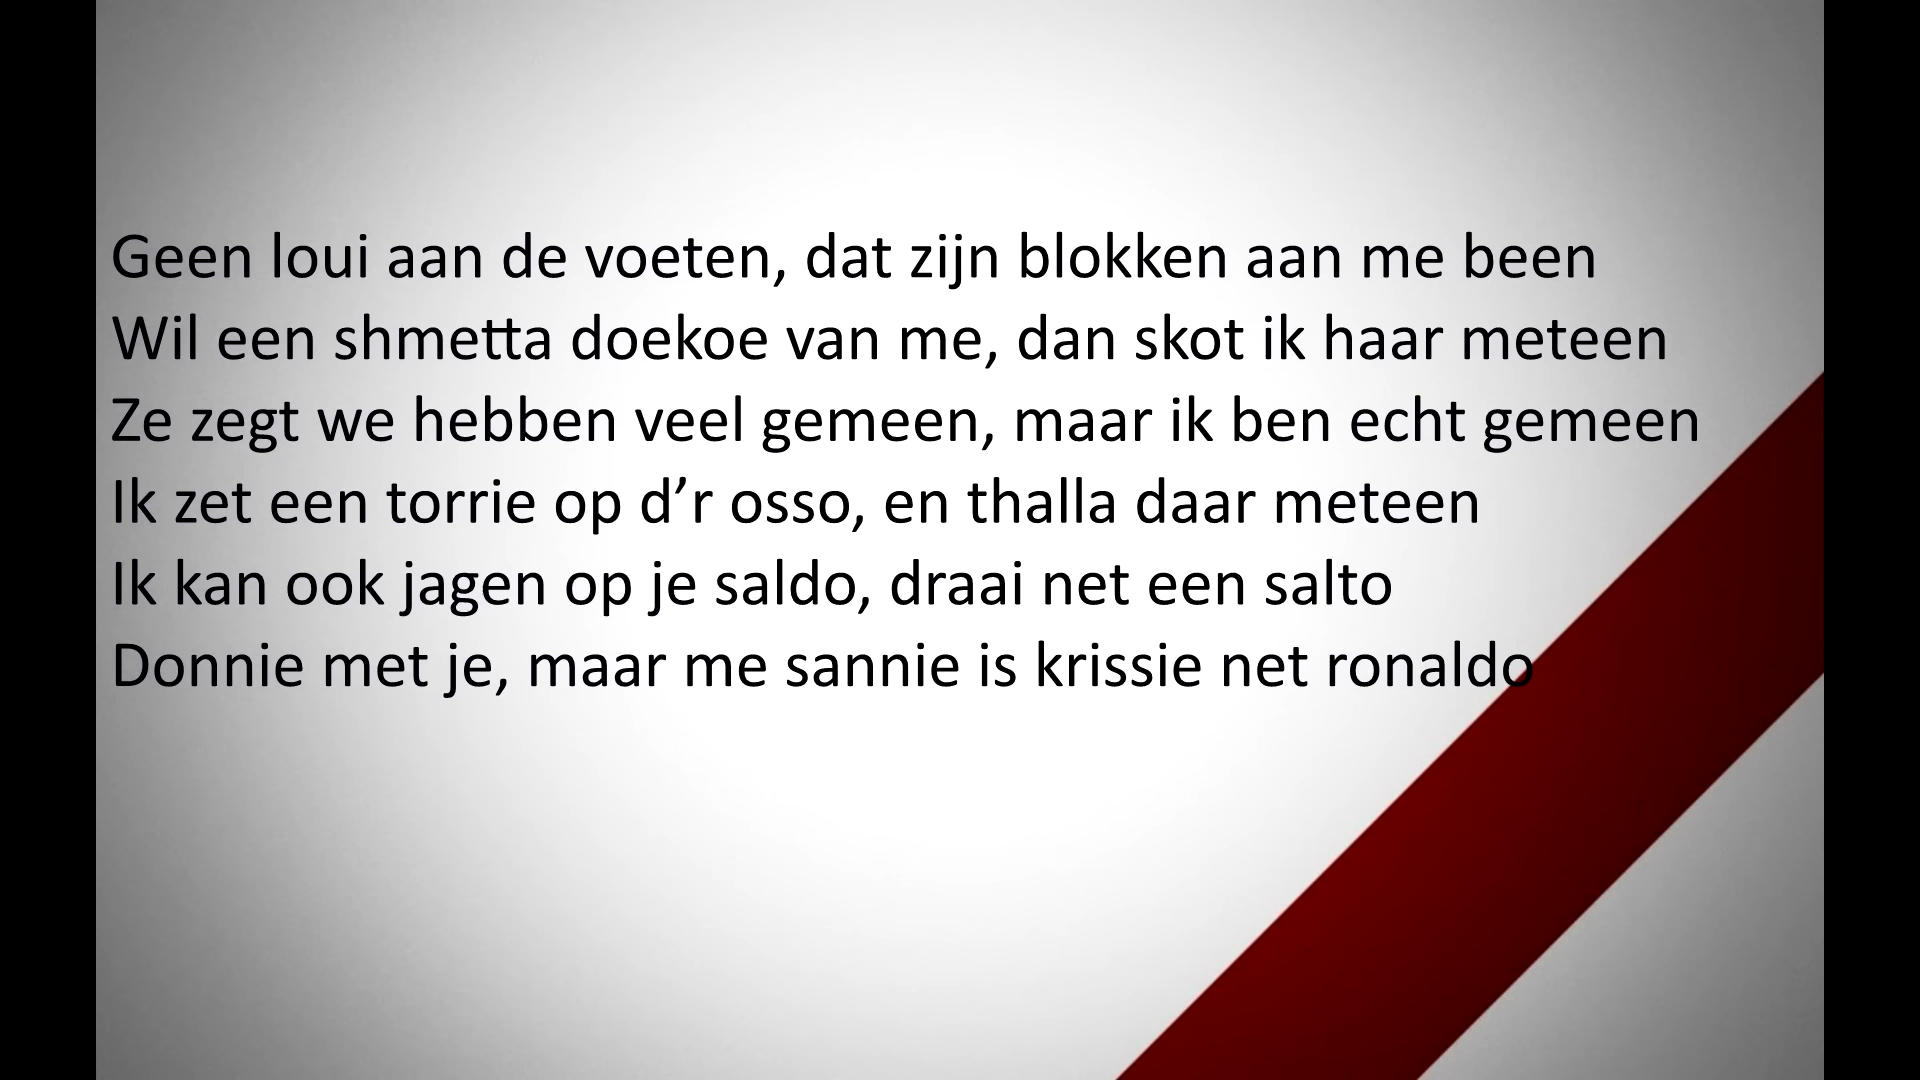 Geen loui aan de voeten, dat zijn blokken aan me been
Wil een shmetta doekoe van me, dan skot ik haar meteen
Ze zegt we hebben veel gemeen, maar ik ben echt gemeen
Ik zet een torrie op d’r osso, en thalla daar meteen
Ik kan ook jagen op je saldo, draai net een salto
Donnie met je, maar me sannie is krissie net ronaldo